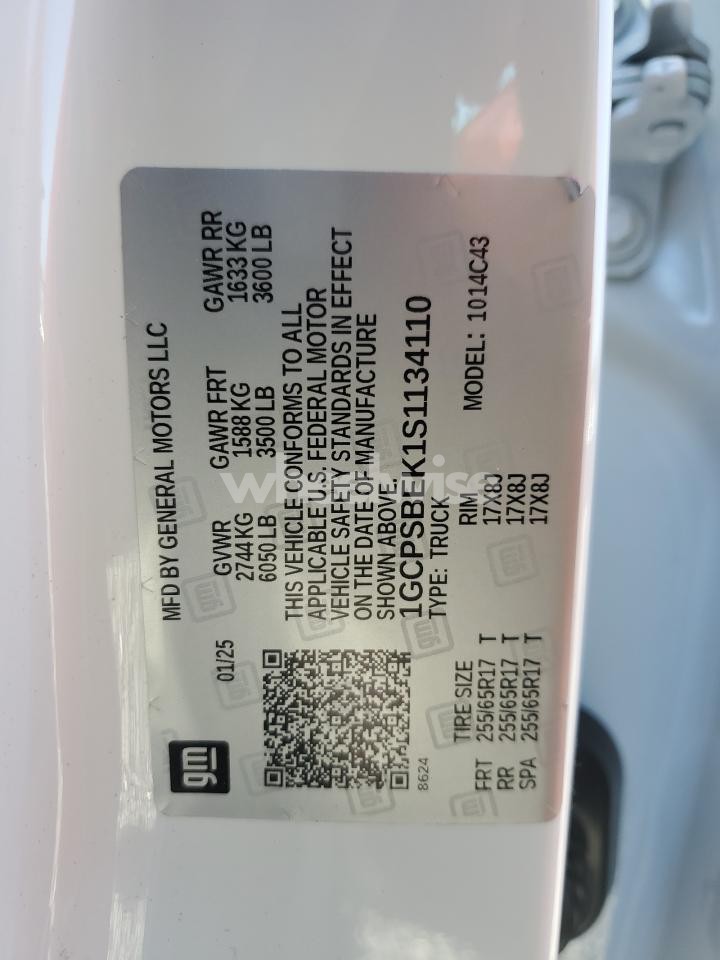 MFD BY GENERAL MOTORS LLC
gm
01/25
GVWR GAWR FRT GAWR RR
2744 KG 1588 KG 1633 KG
6050 LB 3500 LB 3600 LB
THIS VEHICLE CONFORMS TO ALL
APPLICABLE U.S. FEDERAL MOTOR
VEHICLE SAFETY STANDARDS IN EFFECT
ON THE DATE OF MANUFACTURE
SHOWN ABOVE.
1GCPSBEK1S1134110
8624
TYPE: TRUCK
MODEL: 1014C43
TIRE SIZE RIM
FRT 255/65R17 T 17X8J
RR 255/65R17 T 17X8J
SPA 255/65R17 T 17X8J